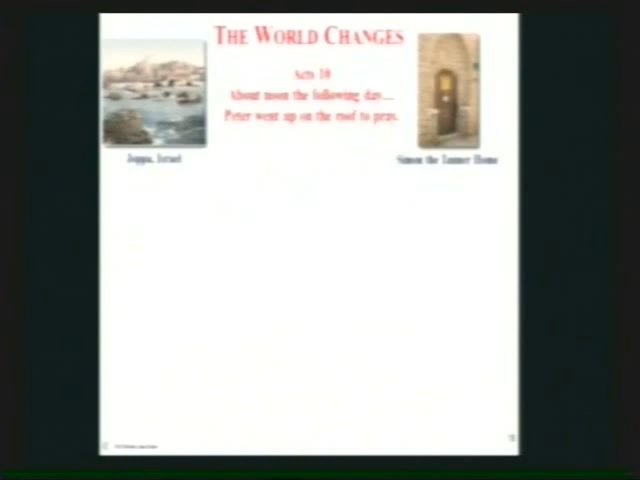 THE WORLD CHANGES
Acts 10
About noon the following day...
Peter went up on the roof to pray.
Joppa, Israel
Simon the Tanner Home